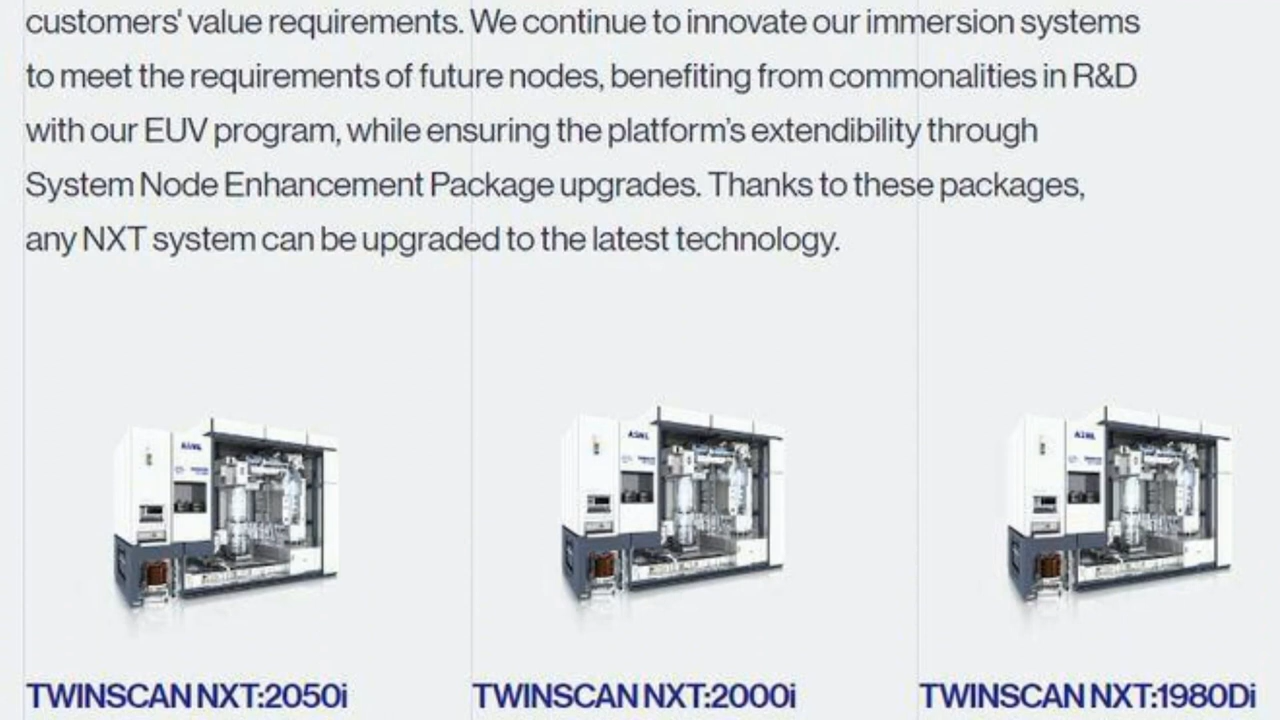 customers' value requirements. We continue to innovate our immersion systems
to meet the requirements of future nodes, benefiting from commonalities in R&D
with our EUV program, while ensuring the platform's extendibility through
System Node Enhancement Package upgrades. Thanks to these packages,
any NXT system can be upgraded to the latest technology.
ASML ASML ASML
TWINSCAN NXT:2050i TWINSCAN NXT:2000i TWINSCAN NXT:1980Di